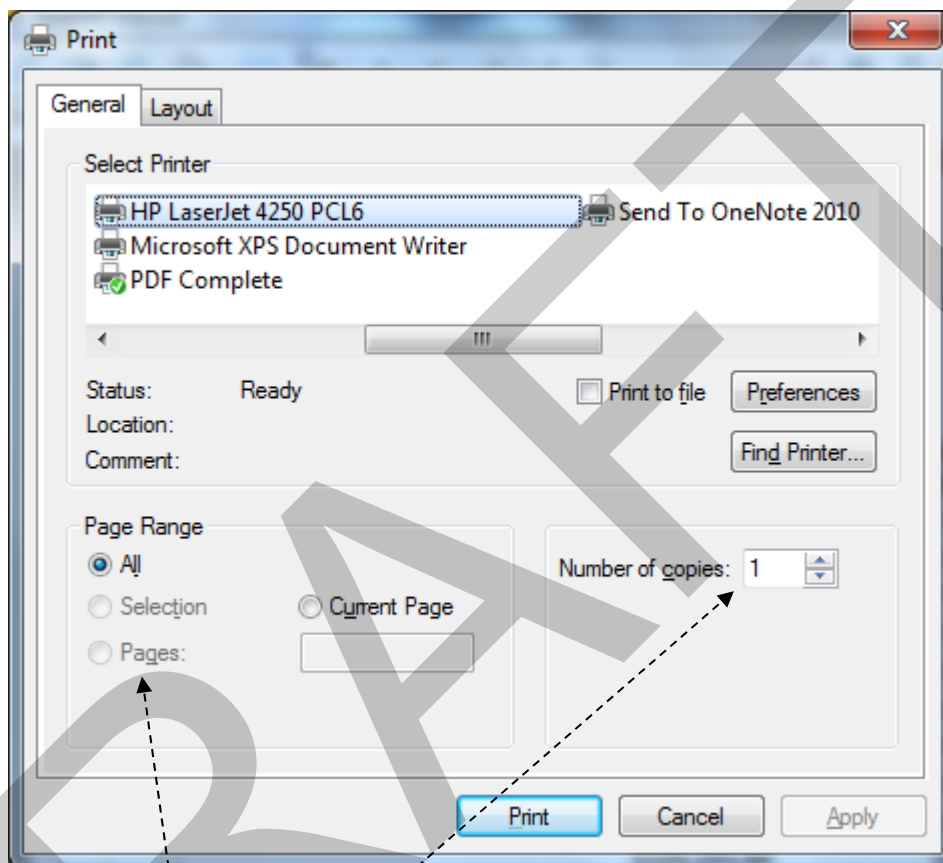 Print
General Layout
Select Printer
HP LaserJet 4250 PCL6 Send To OneNote 2010
Microsoft XPS Document Writer
PDF Complete
Status: Ready Print to file Preferences
Location:
Comment: Find Printer...
Page Range
All Number of copies: 1
Selection Current Page
Pages:
Print Cancel Apply